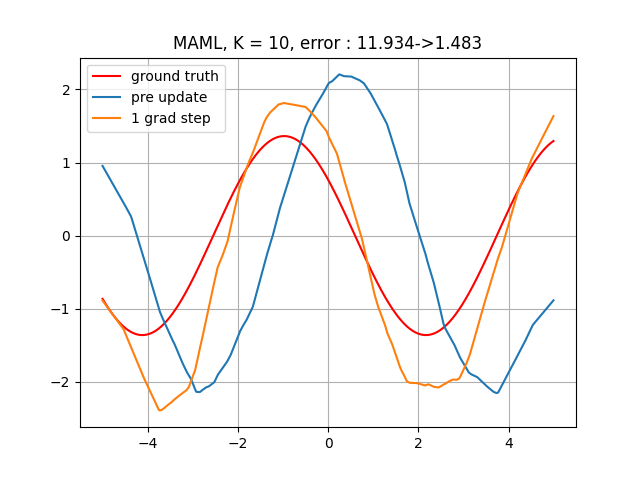 MAML, K = 10, error : 11.934->1.483
ground truth
pre update
1 grad step
2
1
0
−1
−2
−4
−2
0
2
4